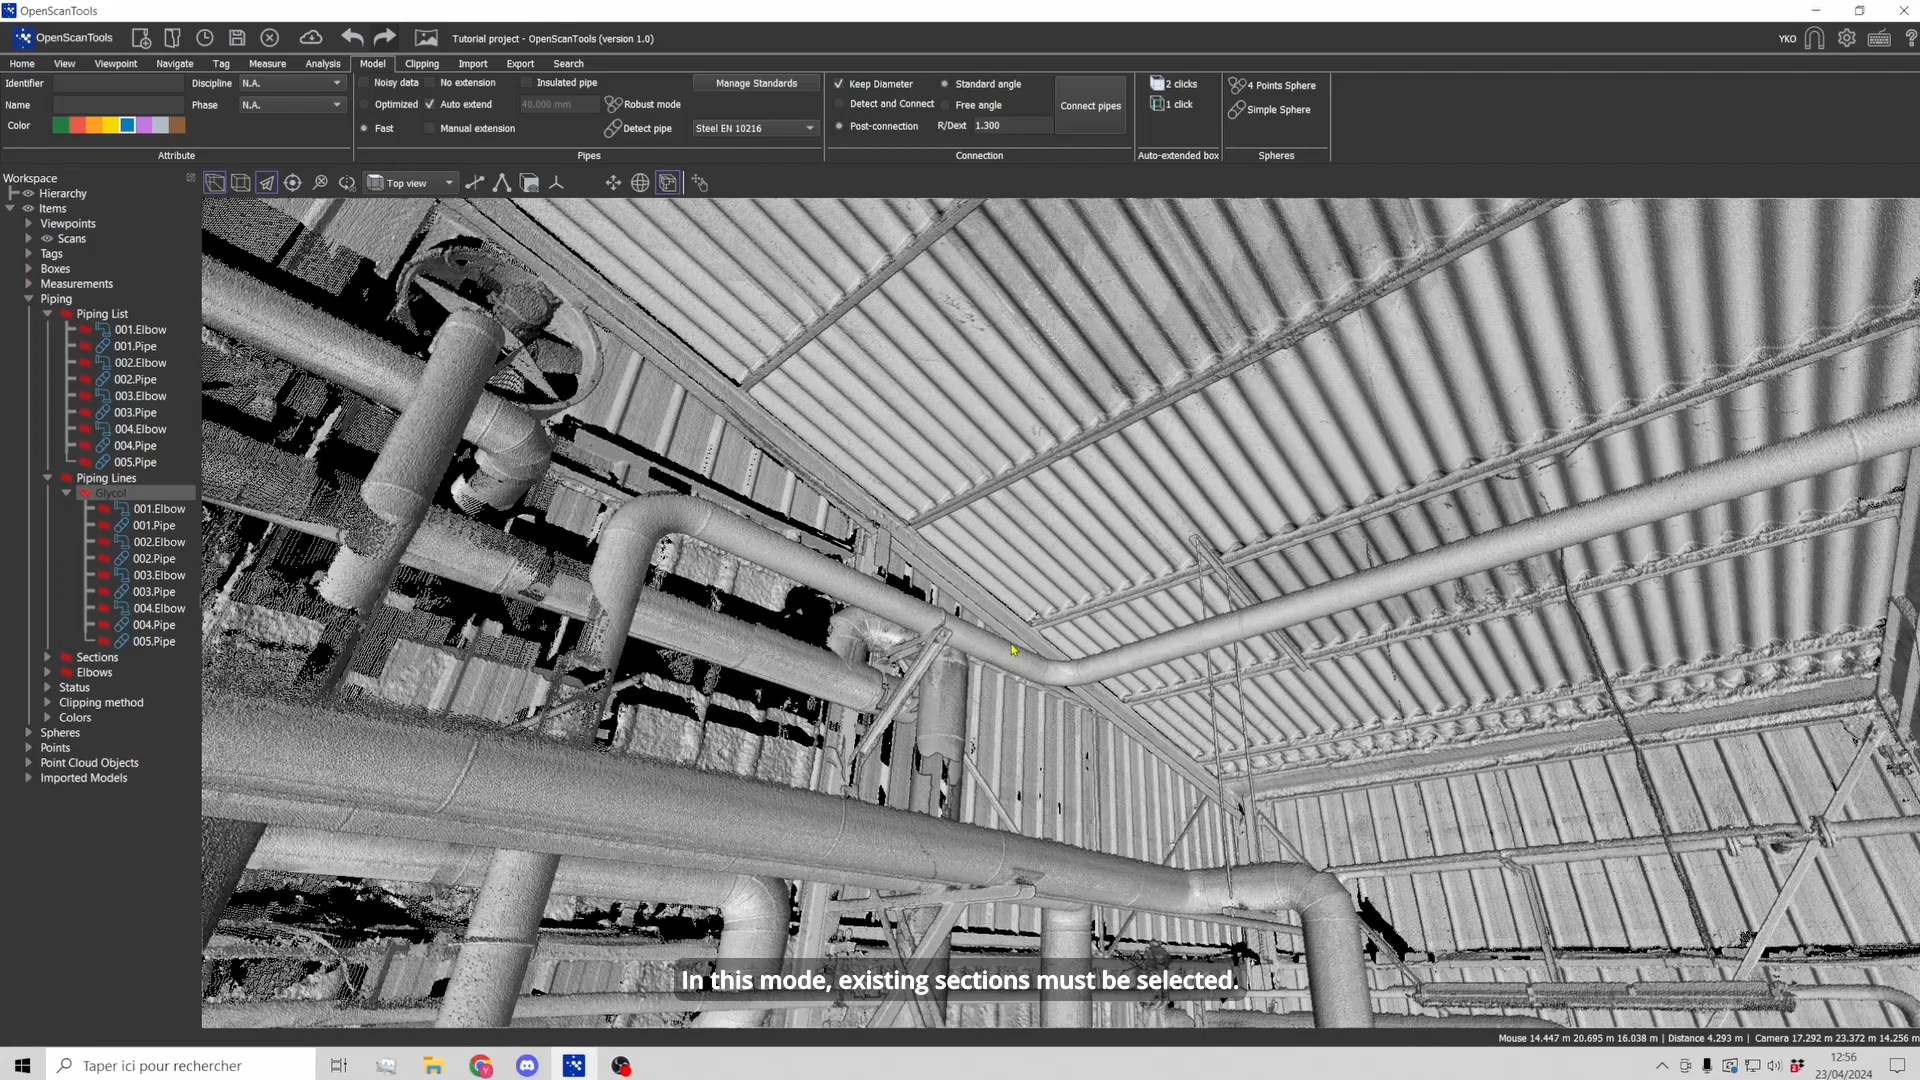 OpenScanTools
OpenScanTools
Tutorial project - OpenScanTools (version 1.0)
YKO
Home
View
Viewpoint
Navigate
Tag
Measure
Analysis
Model
Clipping
Import
Export
Search
Identifier
Discipline
N.A.
Name
Phase
N.A.
Color
Attribute
Noisy data
No extension
Insulated pipe
Manage Standards
Optimized
Auto extend
40.000 mm
Robust mode
Fast
Manual extension
Detect pipe
Steel EN 10216
Pipes
Keep Diameter
Standard angle
Detect and Connect
Free angle
Connect pipes
Post-connection
R/Dext
1.300
Connection
2 clicks
1 click
Auto-extended box
4 Points Sphere
Simple Sphere
Spheres
Top view
Workspace
Hierarchy
Items
Viewpoints
Scans
Tags
Boxes
Measurements
Piping
Piping List
001.Elbow
001.Pipe
002.Elbow
002.Pipe
003.Elbow
003.Pipe
004.Elbow
004.Pipe
005.Pipe
Piping Lines
Glycol
001.Elbow
001.Pipe
002.Elbow
002.Pipe
003.Elbow
003.Pipe
004.Elbow
004.Pipe
005.Pipe
Sections
Elbows
Status
Clipping method
Colors
Spheres
Points
Point Cloud Objects
Imported Models
In this mode, existing sections must be selected.
Mouse 14.447 m 20.695 m 16.038 m | Distance 4.293 m | Camera 17.292 m 23.372 m 14.256 m
Taper ici pour rechercher
12:56
23/04/2024